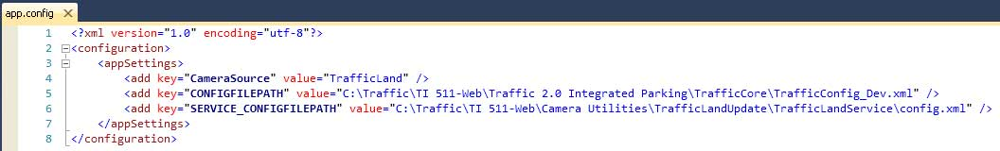 app.config
1 <?xml version="1.0" encoding="utf-8"?>
2 <configuration>
3 <appSettings>
4 <add key="CameraSource" value="TrafficLand" />
5 <add key="CONFIGFILEPATH" value="C:\Traffic\TI 511-Web\Traffic 2.0 Integrated Parking\TrafficCore\TrafficConfig_Dev.xml" />
6 <add key="SERVICE_CONFIGFILEPATH" value="C:\Traffic\TI 511-Web\Camera Utilities\TrafficLandUpdate\TrafficLandService\config.xml" />
7 </appSettings>
8 </configuration>